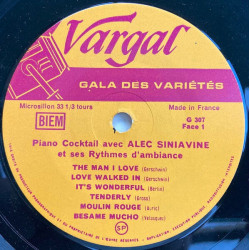 Vargal
GALA DES VARIÉTÉS
Microsillon 33 1/3 tours
Made in France
BIEM
G 307
Face 1
Piano Cocktail avec ALEC SINIAVINE
et ses Rythmes d'ambiance
THE MAN I LOVE (Gerschwin)
LOVE WALKED IN (Gerschwin)
IT'S WONDERFUL (Berlin)
TENDERLY (Gross)
MOULIN ROUGE (Auric)
BESAME MUCHO (Velasquez)
SP